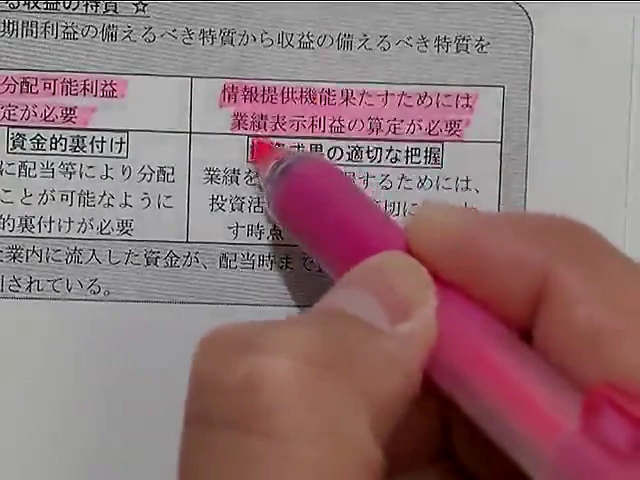 る収益の特質 ☆
期間利益の備えるべき特質から収益の備えるべき特質を
分配可能利益
定が必要
情報提供機能果たすためには
業績表示利益の算定が必要
資金的裏付け
資成果の適切な把握
に配当等により分配
ことが可能なように
的裏付けが必要
業績を
するためには、
投資活
切に
す時点
業内に流入した資金が、配当時まで
されている。